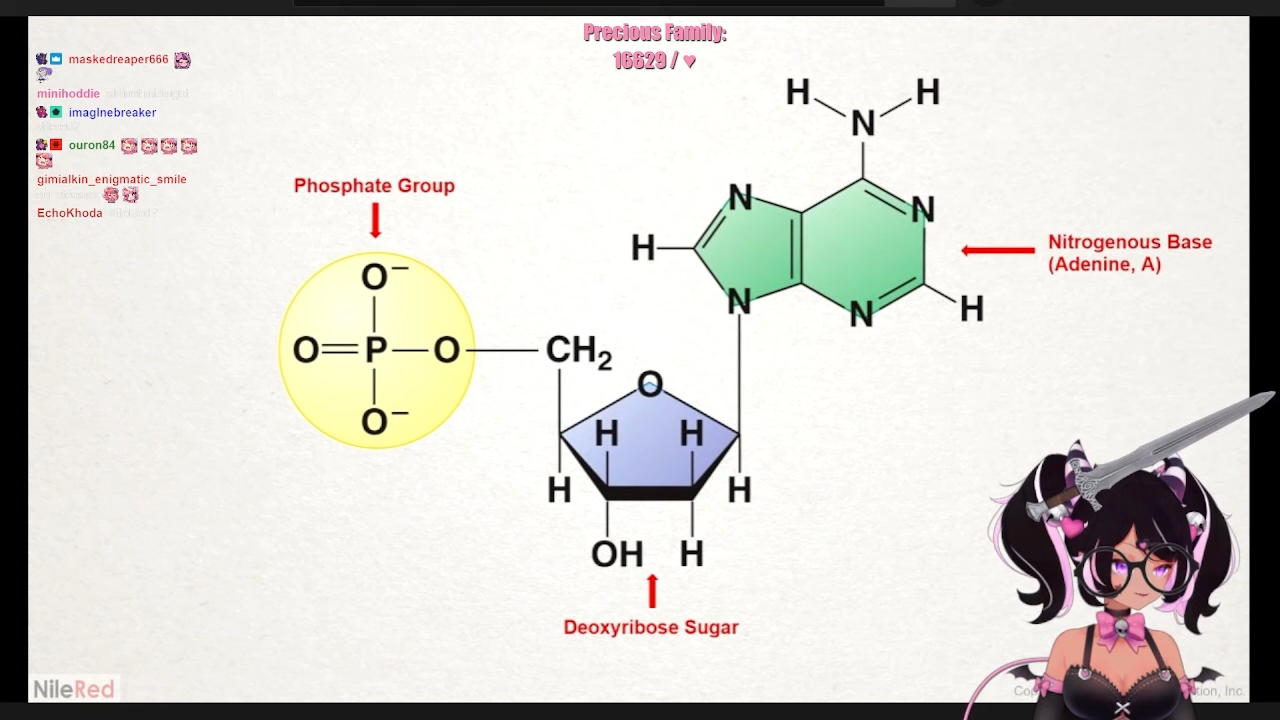 Precious Family:
16629 / ♥
maskedreaper666
minihoddie
imagInebreaker
ouron84
gimialkin_enigmatic_smile
EchoKhoda
Phosphate Group
O⁻
O=P—O
O⁻
CH₂
H H
N
N N
H
N N
H
Nitrogenous Base
(Adenine, A)
O
H H
H H
OH H
Deoxyribose Sugar
NileRed
Inc.